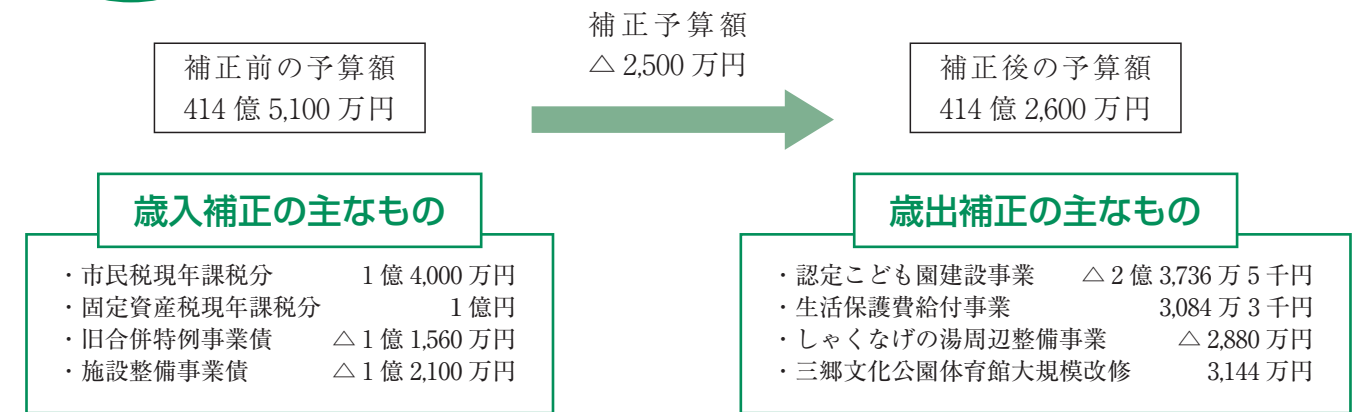 補正予算額
△ 2,500 万円
補正前の予算額
414 億 5,100 万円
補正後の予算額
414 億 2,600 万円
歳入補正の主なもの
・市民税現年課税分 1 億 4,000 万円
・固定資産税現年課税分 1 億円
・旧合併特例事業債 △ 1 億 1,560 万円
・施設整備事業債 △ 1 億 2,100 万円
歳出補正の主なもの
・認定こども園建設事業 △ 2 億 3,736 万 5 千円
・生活保護費給付事業 3,084 万 3 千円
・しゃくなげの湯周辺整備事業 △ 2,880 万円
・三郷文化公園体育館大規模改修 3,144 万円